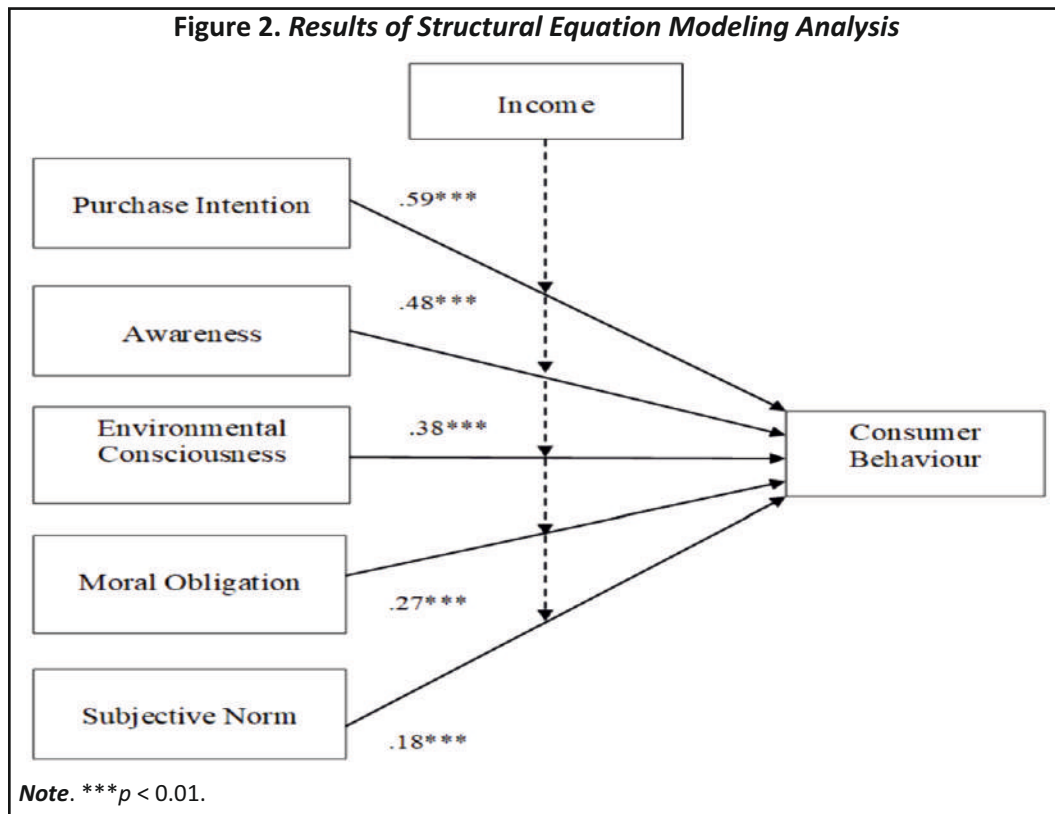 Figure 2. Results of Structural Equation Modeling Analysis
Income
Purchase Intention
.59***
Awareness
.48***
Environmental
Consciousness
.38***
Consumer
Behaviour
Moral Obligation
.27***
Subjective Norm
.18***
Note. ***p < 0.01.